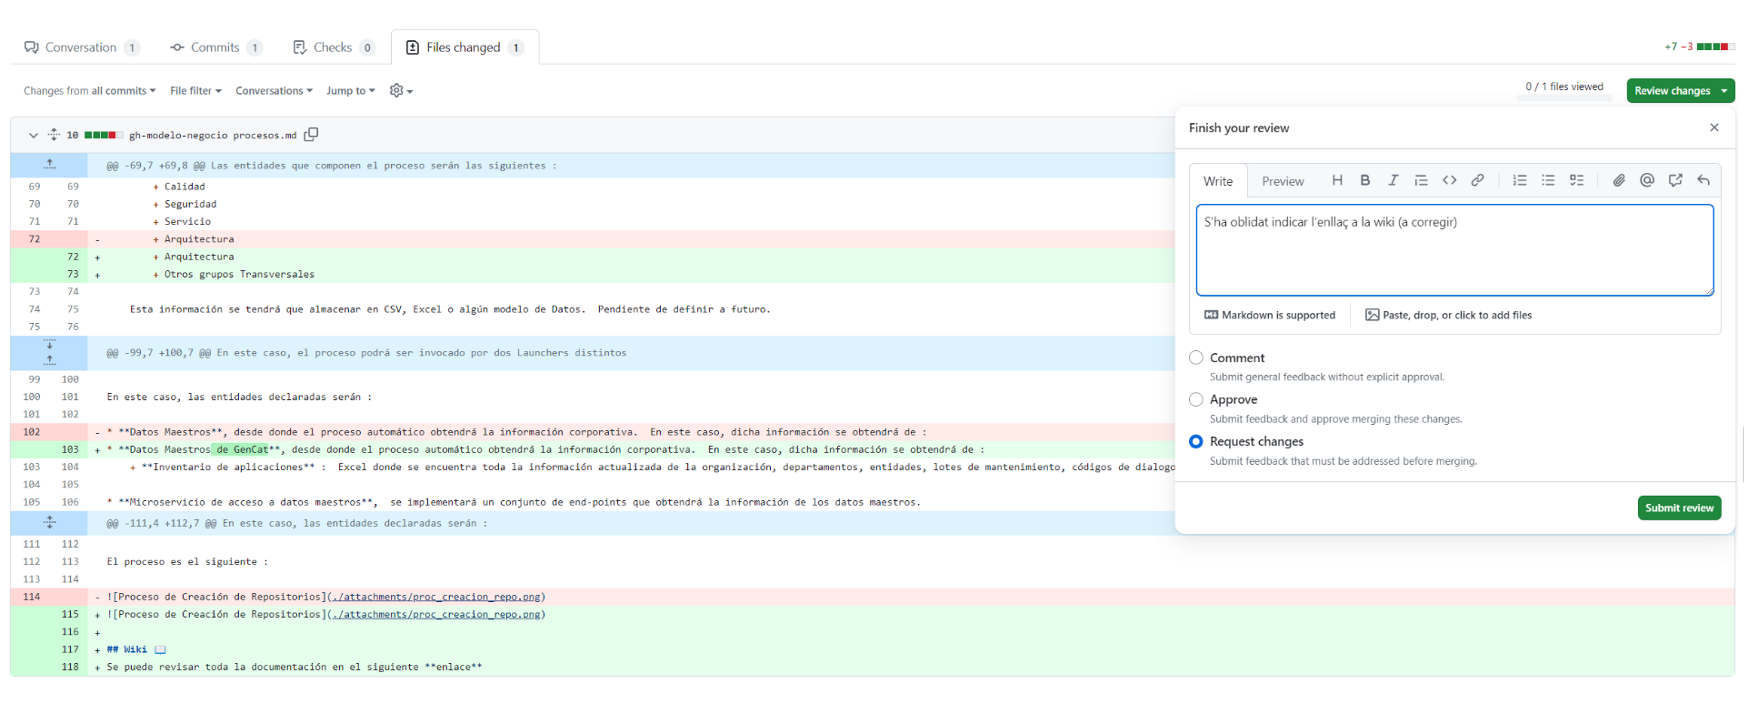 Conversation 1 Commits 1 Checks 0 Files changed 1 +7 −3
Changes from all commits File filter Conversations Jump to 0 / 1 files viewed Review changes
10 gh-modelo-negocio procesos.md
@@ -69,7 +69,8 @@ Las entidades que componen el proceso serán las siguientes :
69 69 + Calidad
70 70 + Seguridad
71 71 + Servicio
72 - + Arquitectura
72 + + Arquitectura
73 + + Otros grupos Transversales
73 74
74 75 Esta información se tendrá que almacenar en CSV, Excel o algún modelo de Datos. Pendiente de definir a futuro.
75 76
@@ -99,7 +100,7 @@ En este caso, el proceso podrá ser invocado por dos Launchers distintos
99 100
100 101 En este caso, las entidades declaradas serán :
101 102
102 - * **Datos Maestros**, desde donde el proceso automático obtendrá la información corporativa. En este caso, dicha información se obtendrá de :
103 + * **Datos Maestros de GenCat**, desde donde el proceso automático obtendrá la información corporativa. En este caso, dicha información se obtendrá de :
103 104 + **Inventario de aplicaciones** : Excel donde se encuentra toda la información actualizada de la organización, departamentos, entidades, lotes de mantenimiento, códigos de dialogo
104 105
105 106 * **Microservicio de acceso a datos maestros**, se implementará un conjunto de end-points que obtendrá la información de los datos maestros.
@@ -111,4 +112,7 @@ En este caso, las entidades declaradas serán :
111 112
112 113 El proceso es el siguiente :
113 114
114 - ![Proceso de Creación de Repositorios](./attachments/proc_creacion_repo.png)
115 + ![Proceso de Creación de Repositorios](./attachments/proc_creacion_repo.png)
116 +
117 + ## Wiki 📖
118 + Se puede revisar toda la documentación en el siguiente **enlace**
Finish your review
Write Preview
S'ha oblidat indicar l'enllaç a la wiki (a corregir)
Markdown is supported Paste, drop, or click to add files
Comment
Submit general feedback without explicit approval.
Approve
Submit feedback and approve merging these changes.
Request changes
Submit feedback that must be addressed before merging.
Submit review